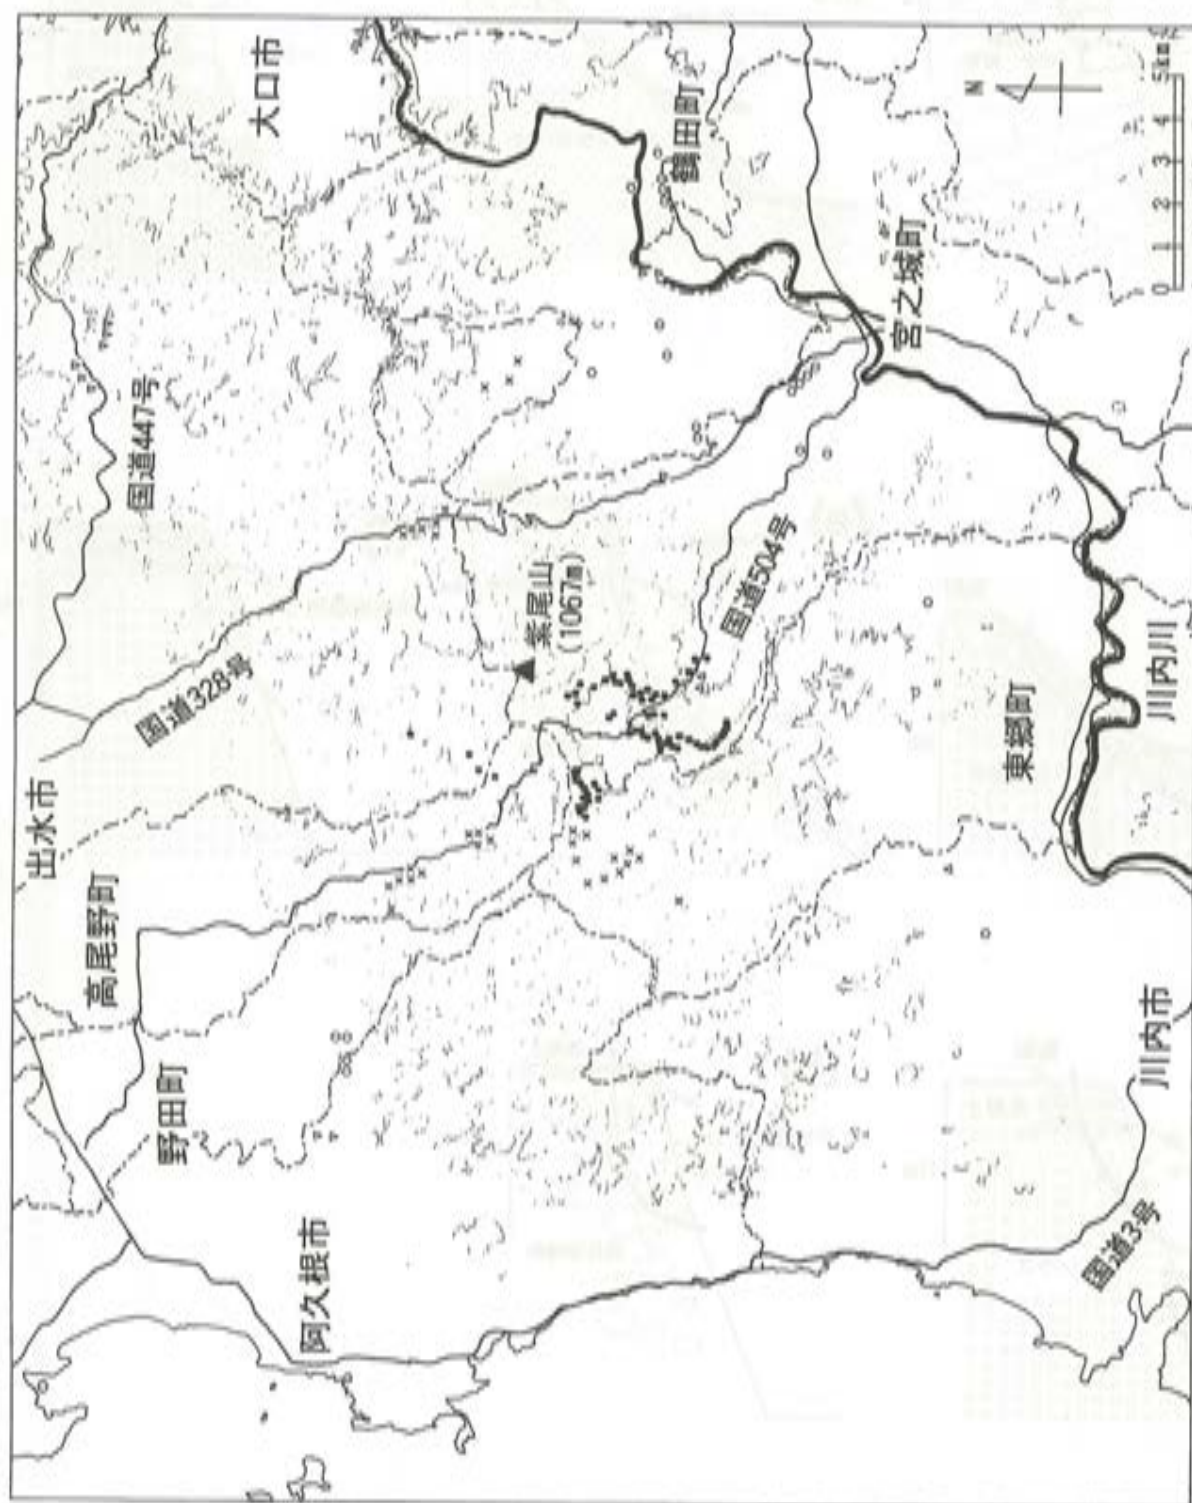 大口市
鶴田町
N
0 1 2 3 4 5km
国道447号
宮之城町
紫尾山
(1067m)
国道504号
国道328号
出水市
高尾野町
東郷町
川内川
野田町
川内市
阿久根市
国道3号